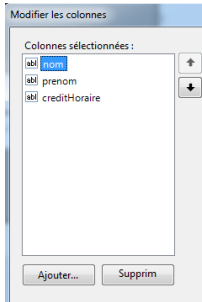 Modifier les colonnes
Colonnes sélectionnées :
abl nom
abl prenom
abl creditHoraire
Ajouter... Supprim